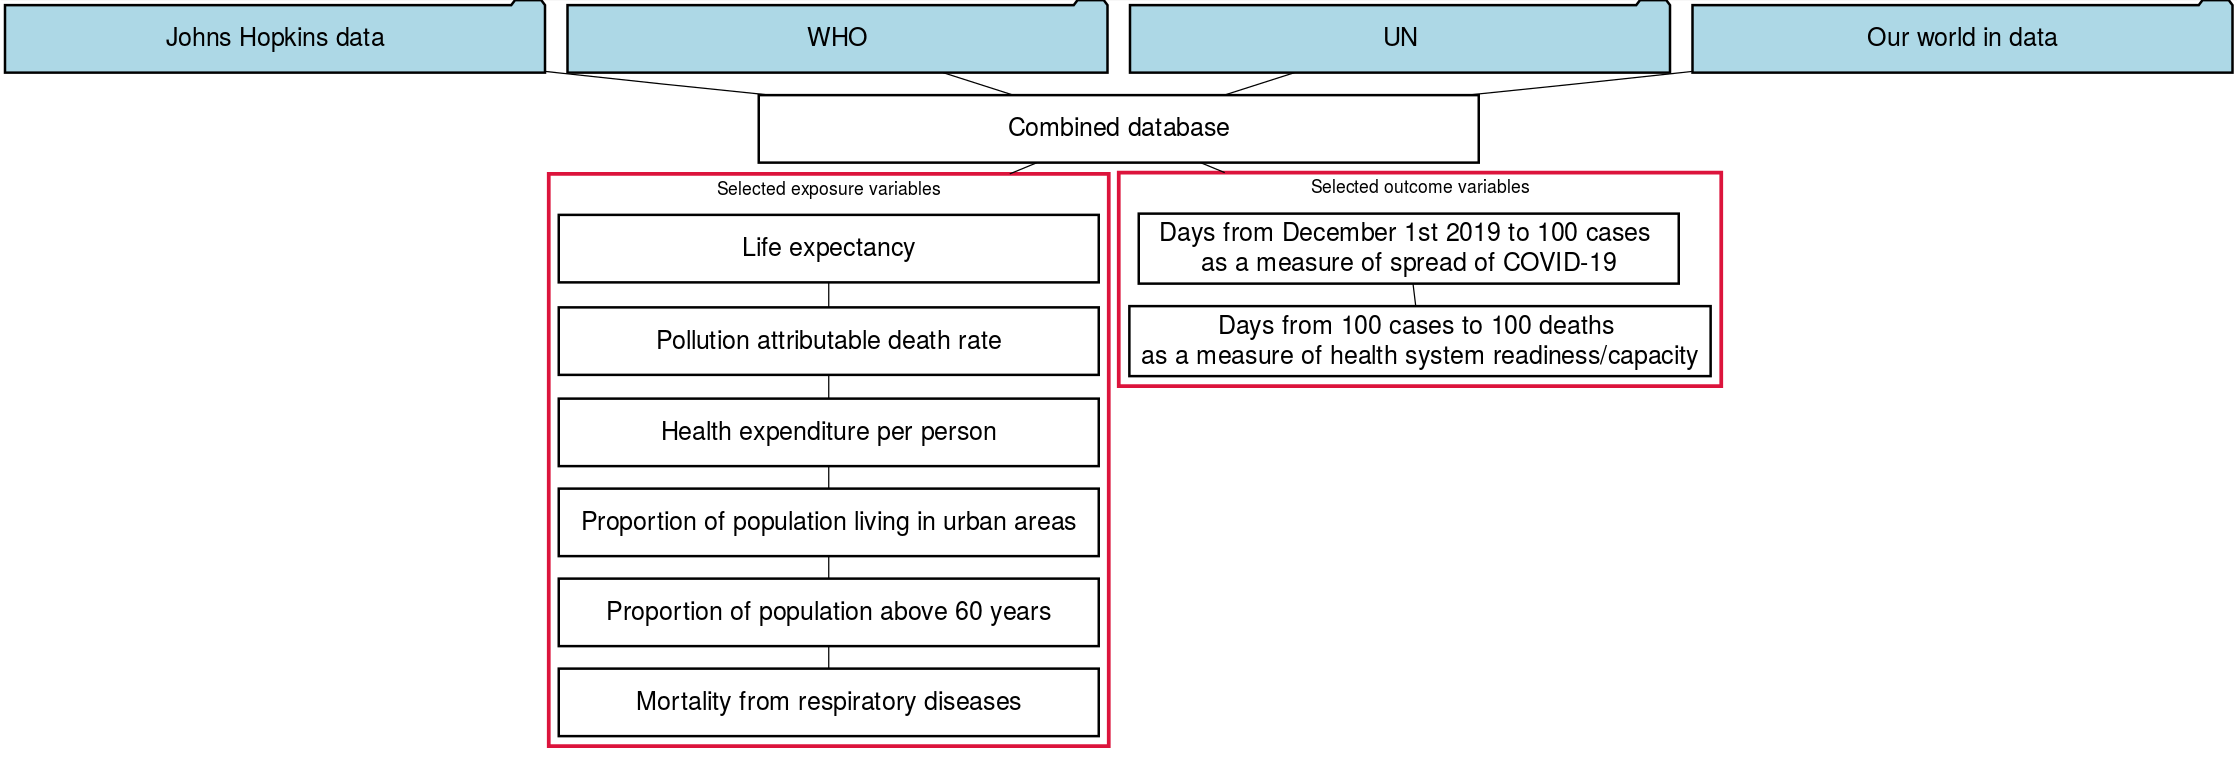 Johns Hopkins data
WHO
UN
Our world in data
Combined database
Selected exposure variables
Life expectancy
Pollution attributable death rate
Health expenditure per person
Proportion of population living in urban areas
Proportion of population above 60 years
Mortality from respiratory diseases
Selected outcome variables
Days from December 1st 2019 to 100 cases
as a measure of spread of COVID-19
Days from 100 cases to 100 deaths
as a measure of health system readiness/capacity